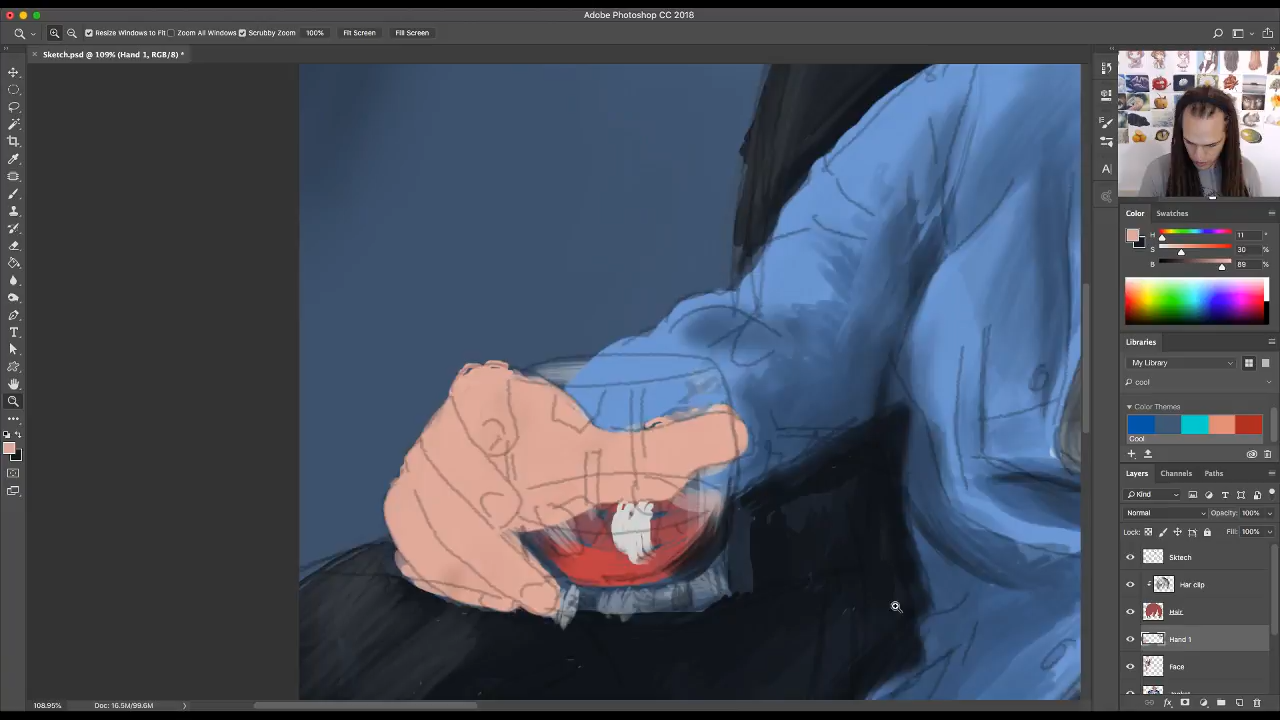 Adobe Photoshop CC 2018
Resize Windows to Fit Zoom All Windows Scrubby Zoom 100% Fit Screen Fill Screen
Sketch.psd @ 109% (Hand 1, RGB/8) *
Color Swatches
H 11 °
S 30 %
B 89 %
Libraries
My Library
cool
Color Themes
Cool
Layers Channels Paths
Kind
Normal Opacity: 100%
Lock: Fill: 100%
Sktech
Har clip
Hair
Hand 1
Face
108.95% Doc: 16.5M/99.6M